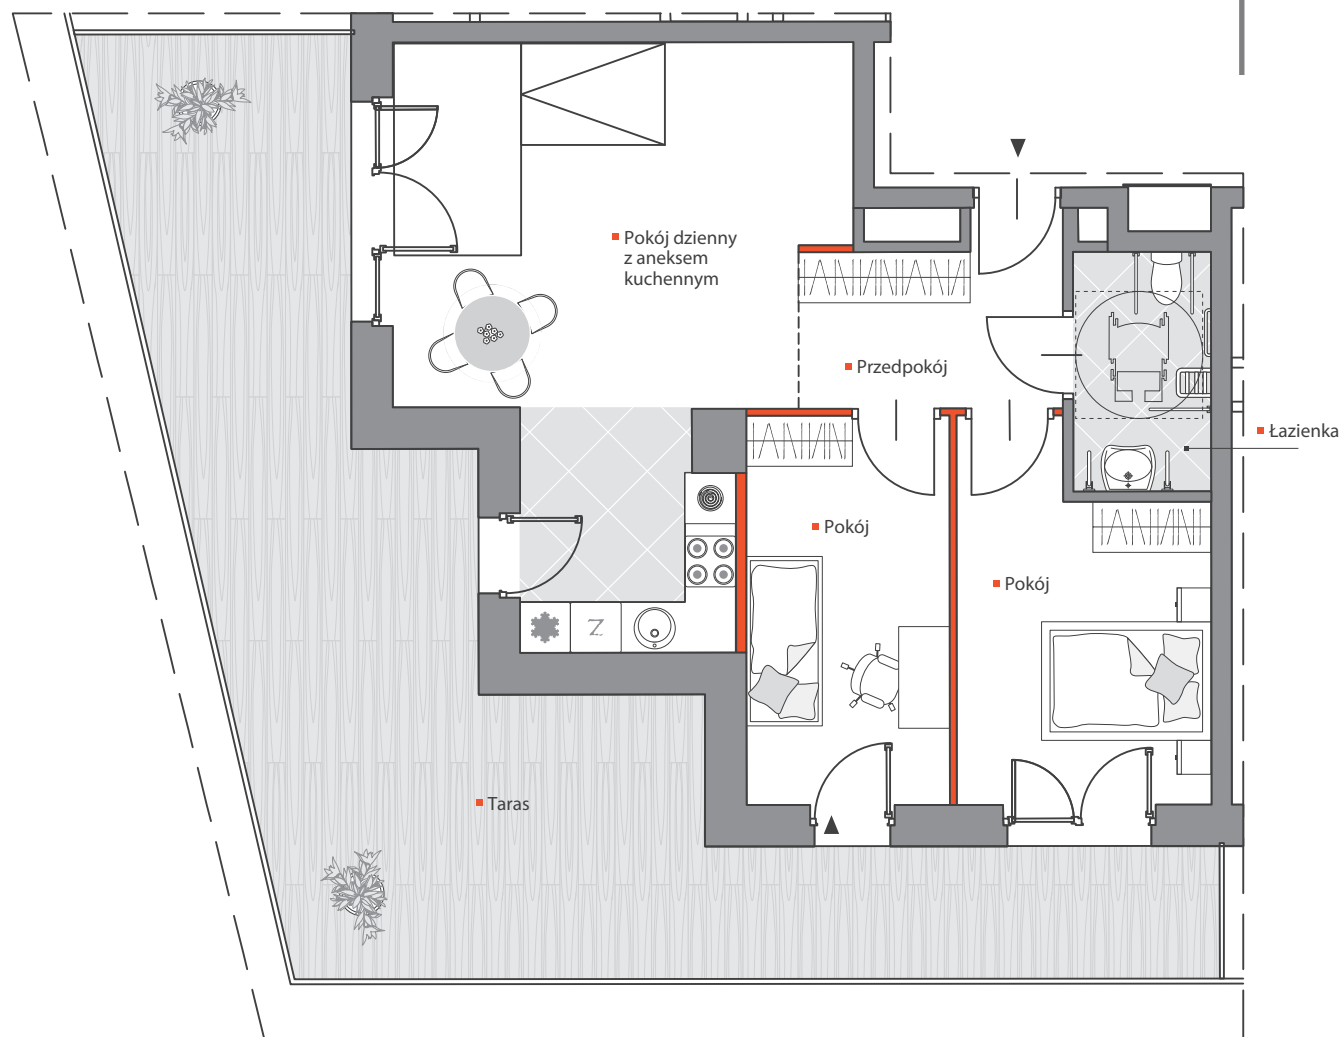 Pokój dzienny
z aneksem
kuchennym
Przedpokój
Łazienka
Pokój
Pokój
Z
Taras